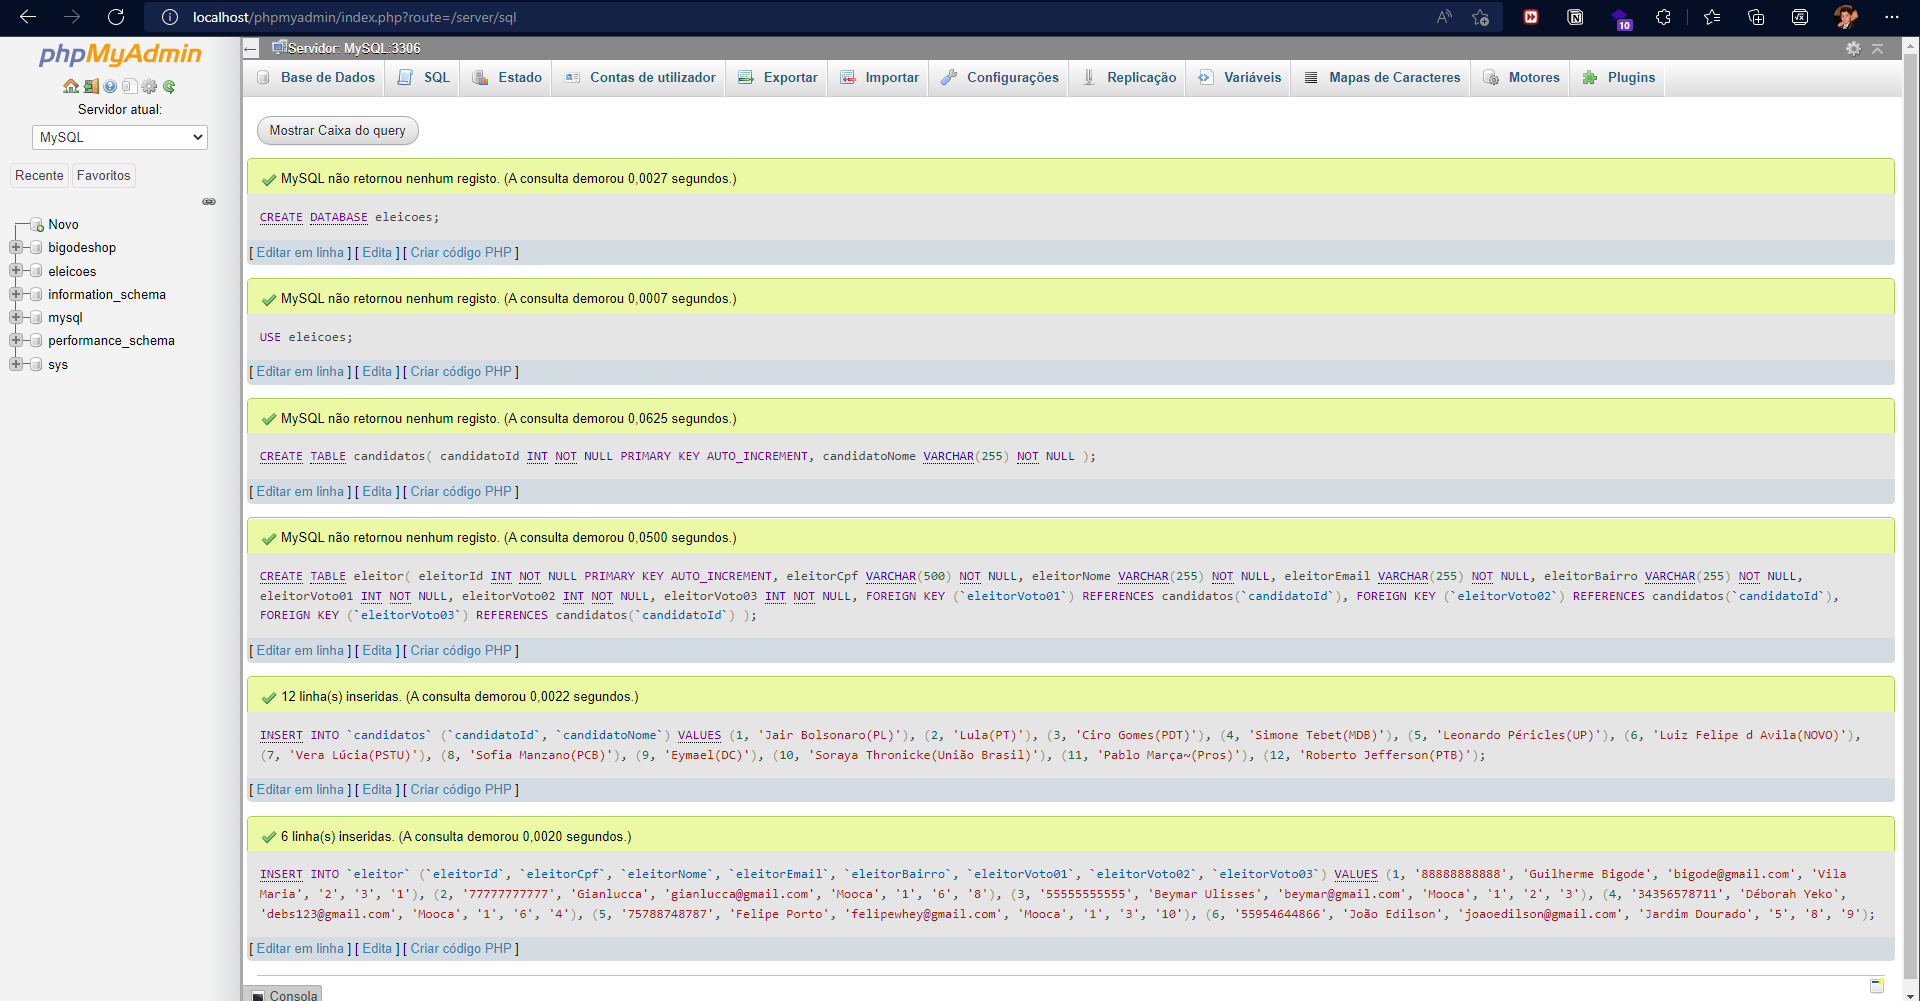 localhost/phpmyadmin/index.php?route=/server/sql
10
phpMyAdmin
Servidor atual:
MySQL
Recente
Favoritos
Novo
bigodeshop
eleicoes
information_schema
mysql
performance_schema
sys
Servidor: MySQL:3306
Base de Dados
SQL
Estado
Contas de utilizador
Exportar
Importar
Configurações
Replicação
Variáveis
Mapas de Caracteres
Motores
Plugins
Mostrar Caixa do query
MySQL não retornou nenhum registo. (A consulta demorou 0,0027 segundos.)
CREATE DATABASE eleicoes;
[ Editar em linha ] [ Edita ] [ Criar código PHP ]
MySQL não retornou nenhum registo. (A consulta demorou 0,0007 segundos.)
USE eleicoes;
[ Editar em linha ] [ Edita ] [ Criar código PHP ]
MySQL não retornou nenhum registo. (A consulta demorou 0,0625 segundos.)
CREATE TABLE candidatos( candidatoId INT NOT NULL PRIMARY KEY AUTO_INCREMENT, candidatoNome VARCHAR(255) NOT NULL );
[ Editar em linha ] [ Edita ] [ Criar código PHP ]
MySQL não retornou nenhum registo. (A consulta demorou 0,0500 segundos.)
CREATE TABLE eleitor( eleitorId INT NOT NULL PRIMARY KEY AUTO_INCREMENT, eleitorCpf VARCHAR(500) NOT NULL, eleitorNome VARCHAR(255) NOT NULL, eleitorEmail VARCHAR(255) NOT NULL, eleitorBairro VARCHAR(255) NOT NULL,
eleitorVoto01 INT NOT NULL, eleitorVoto02 INT NOT NULL, eleitorVoto03 INT NOT NULL, FOREIGN KEY (`eleitorVoto01`) REFERENCES candidatos(`candidatoId`), FOREIGN KEY (`eleitorVoto02`) REFERENCES candidatos(`candidatoId`),
FOREIGN KEY (`eleitorVoto03`) REFERENCES candidatos(`candidatoId`) );
[ Editar em linha ] [ Edita ] [ Criar código PHP ]
12 linha(s) inseridas. (A consulta demorou 0,0022 segundos.)
INSERT INTO `candidatos` (`candidatoId`, `candidatoNome`) VALUES (1, 'Jair Bolsonaro(PL)'), (2, 'Lula(PT)'), (3, 'Ciro Gomes(PDT)'), (4, 'Simone Tebet(MDB)'), (5, 'Leonardo Péricles(UP)'), (6, 'Luiz Felipe d Avila(NOVO)'),
(7, 'Vera Lúcia(PSTU)'), (8, 'Sofia Manzano(PCB)'), (9, 'Eymael(DC)'), (10, 'Soraya Thronicke(União Brasil)'), (11, 'Pablo Marça~(Pros)'), (12, 'Roberto Jefferson(PTB)');
[ Editar em linha ] [ Edita ] [ Criar código PHP ]
6 linha(s) inseridas. (A consulta demorou 0,0020 segundos.)
INSERT INTO `eleitor` (`eleitorId`, `eleitorCpf`, `eleitorNome`, `eleitorEmail`, `eleitorBairro`, `eleitorVoto01`, `eleitorVoto02`, `eleitorVoto03`) VALUES (1, '88888888888', 'Guilherme Bigode', 'bigode@gmail.com', 'Vila
Maria', '2', '3', '1'), (2, '77777777777', 'Gianlucca', 'gianlucca@gmail.com', 'Mooca', '1', '6', '8'), (3, '55555555555', 'Beymar Ulisses', 'beymar@gmail.com', 'Mooca', '1', '2', '3'), (4, '34356578711', 'Déborah Yeko',
'debs123@gmail.com', 'Mooca', '1', '6', '4'), (5, '75788748787', 'Felipe Porto', 'felipewhey@gmail.com', 'Mooca', '1', '3', '10'), (6, '55954644866', 'João Edilson', 'joaoedilson@gmail.com', 'Jardim Dourado', '5', '8', '9');
[ Editar em linha ] [ Edita ] [ Criar código PHP ]
Consola